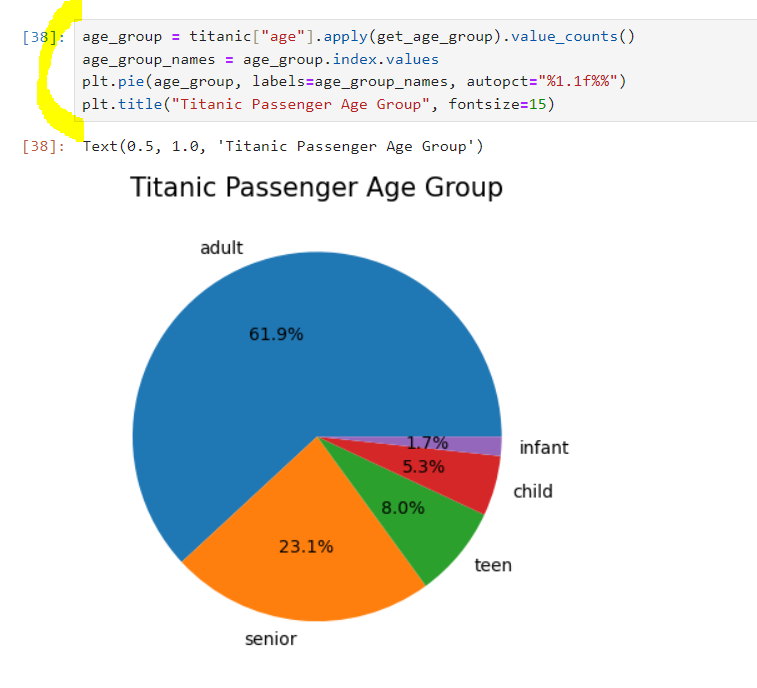 [38]: age_group = titanic["age"].apply(get_age_group).value_counts()
age_group_names = age_group.index.values
plt.pie(age_group, labels=age_group_names, autopct="%1.1f%%")
plt.title("Titanic Passenger Age Group", fontsize=15)
[38]: Text(0.5, 1.0, 'Titanic Passenger Age Group')
Titanic Passenger Age Group
adult
61.9%
1.7%
infant
5.3%
child
8.0%
23.1%
teen
senior